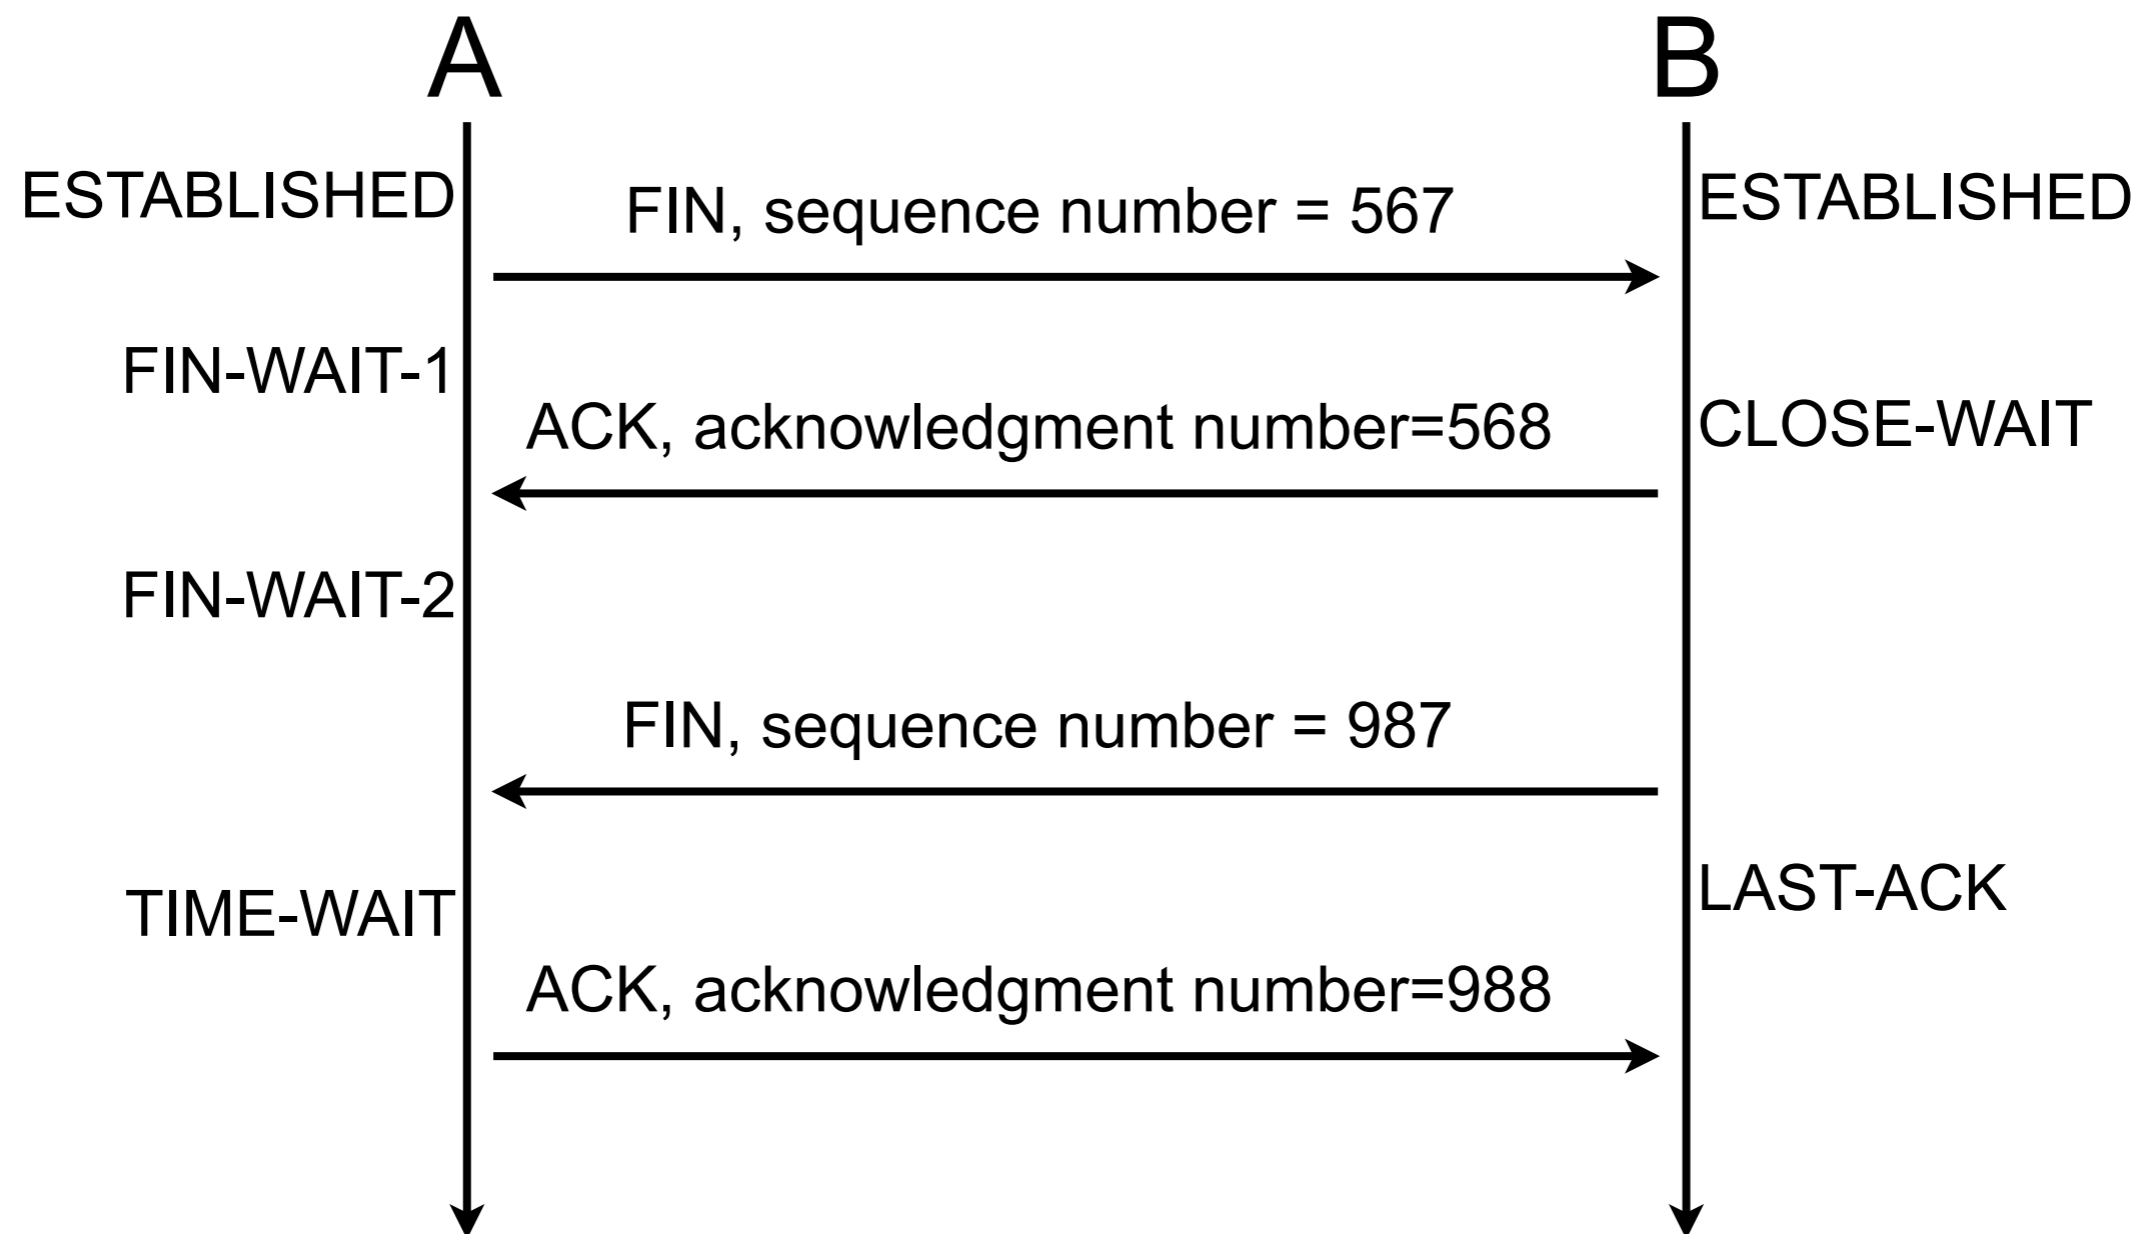 A
B
ESTABLISHED
FIN, sequence number = 567
ESTABLISHED
FIN-WAIT-1
ACK, acknowledgment number=568
CLOSE-WAIT
FIN-WAIT-2
FIN, sequence number = 987
TIME-WAIT
LAST-ACK
ACK, acknowledgment number=988